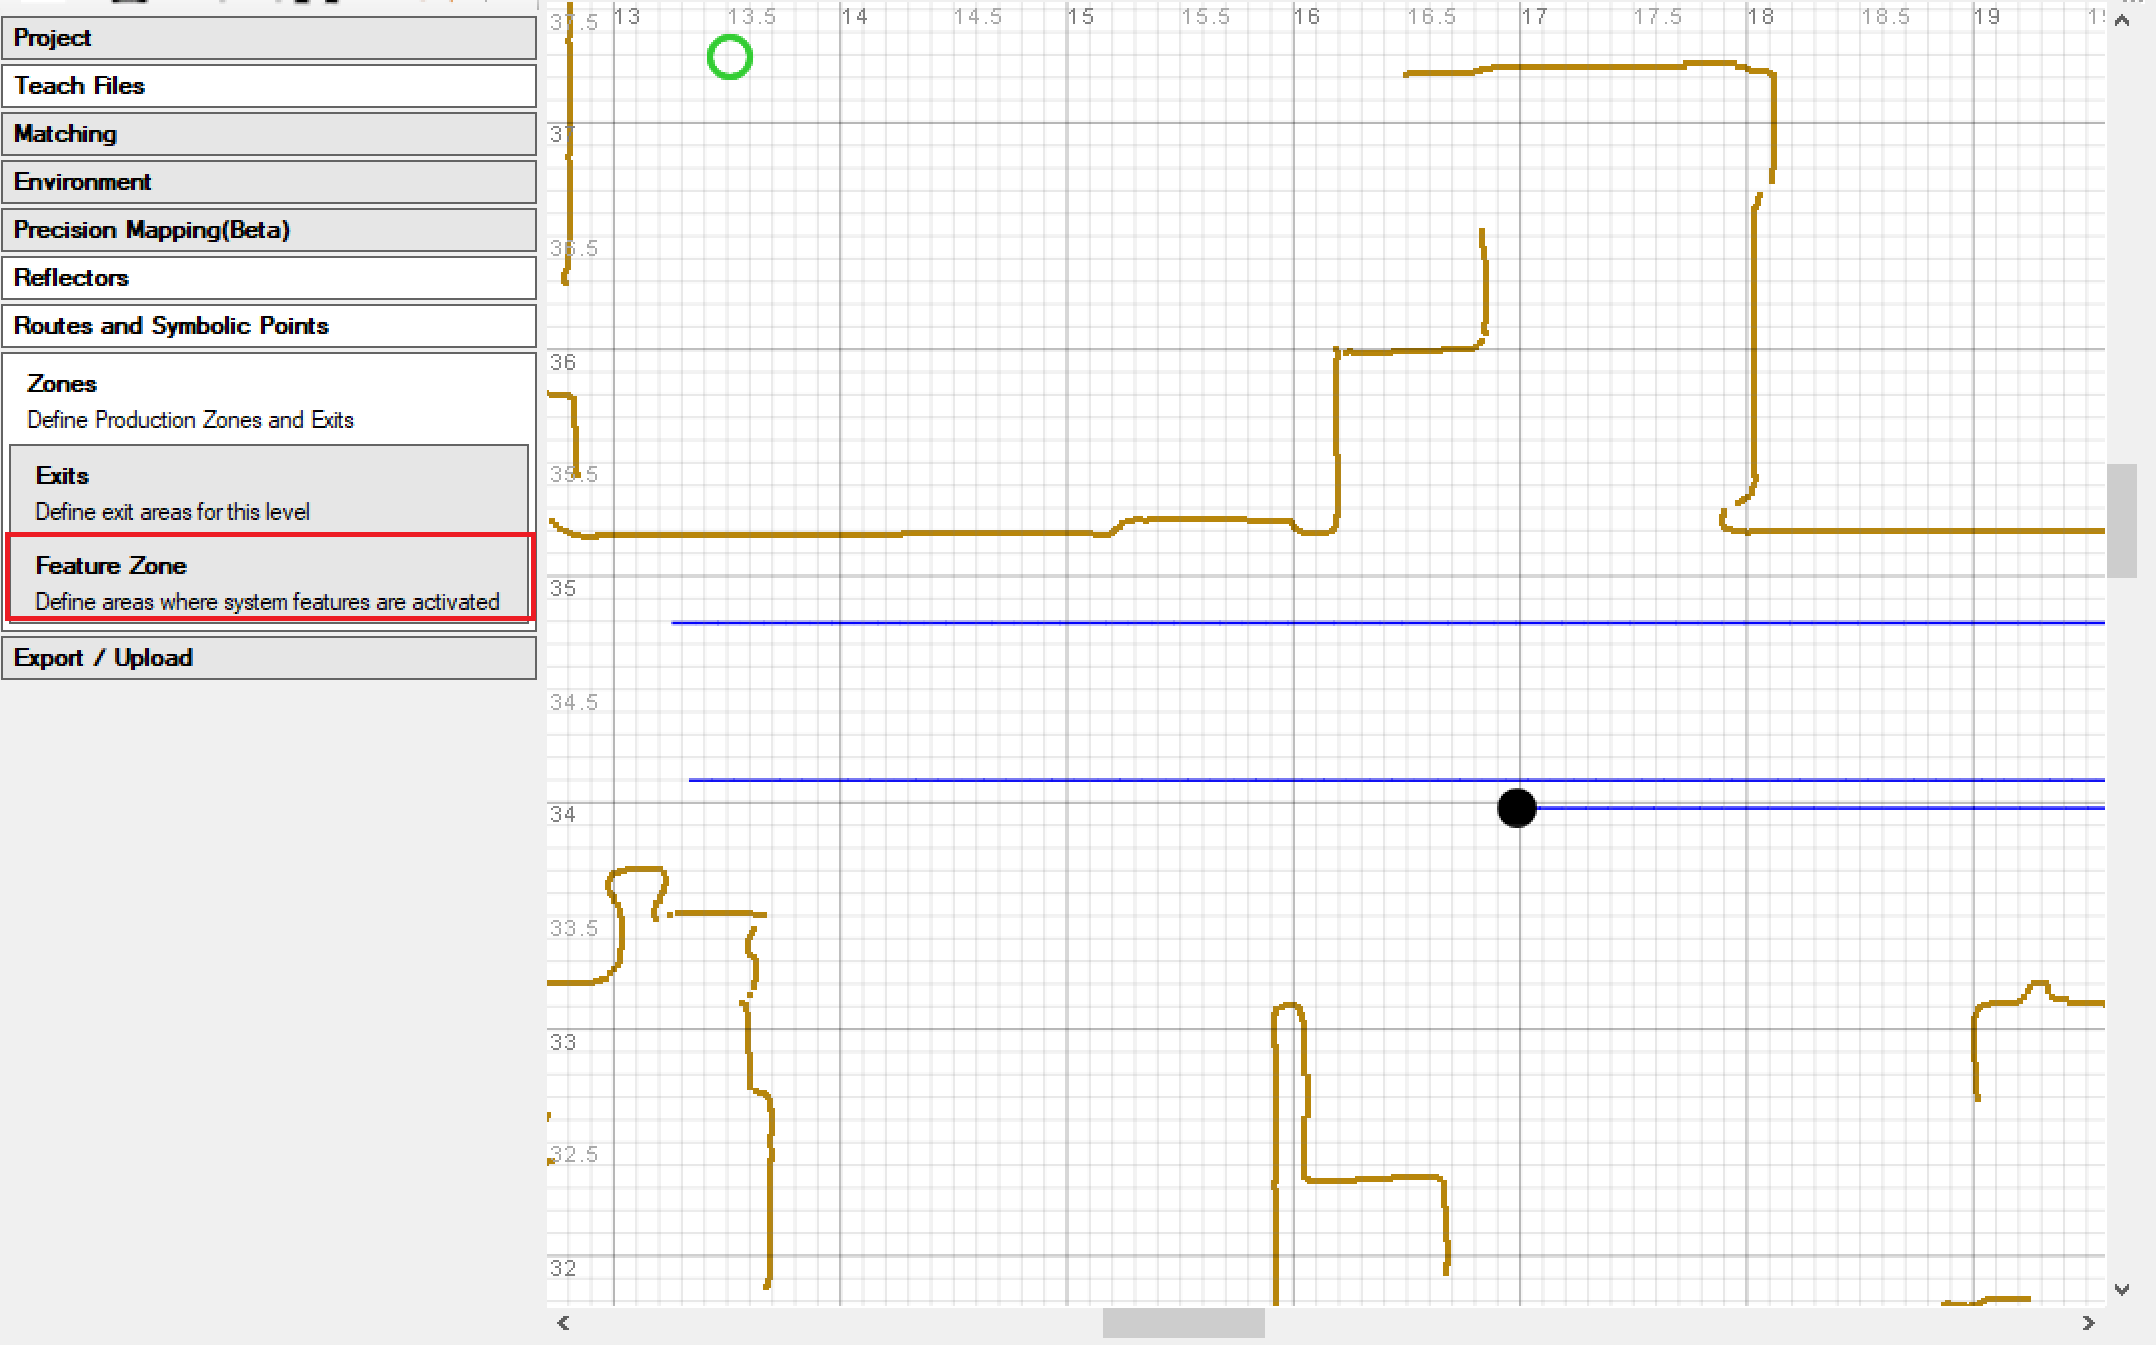 Project
Teach Files
Matching
Environment
Precision Mapping(Beta)
Reflectors
Routes and Symbolic Points
Zones
Define Production Zones and Exits
Exits
Define exit areas for this level
Feature Zone
Define areas where system features are activated
Export / Upload
13 13.5 14 14.5 15 15.5 16 16.5 17 17.5 18 18.5 19
37.5
37
36.5
36
35.5
35
34.5
34
33.5
33
32.5
32